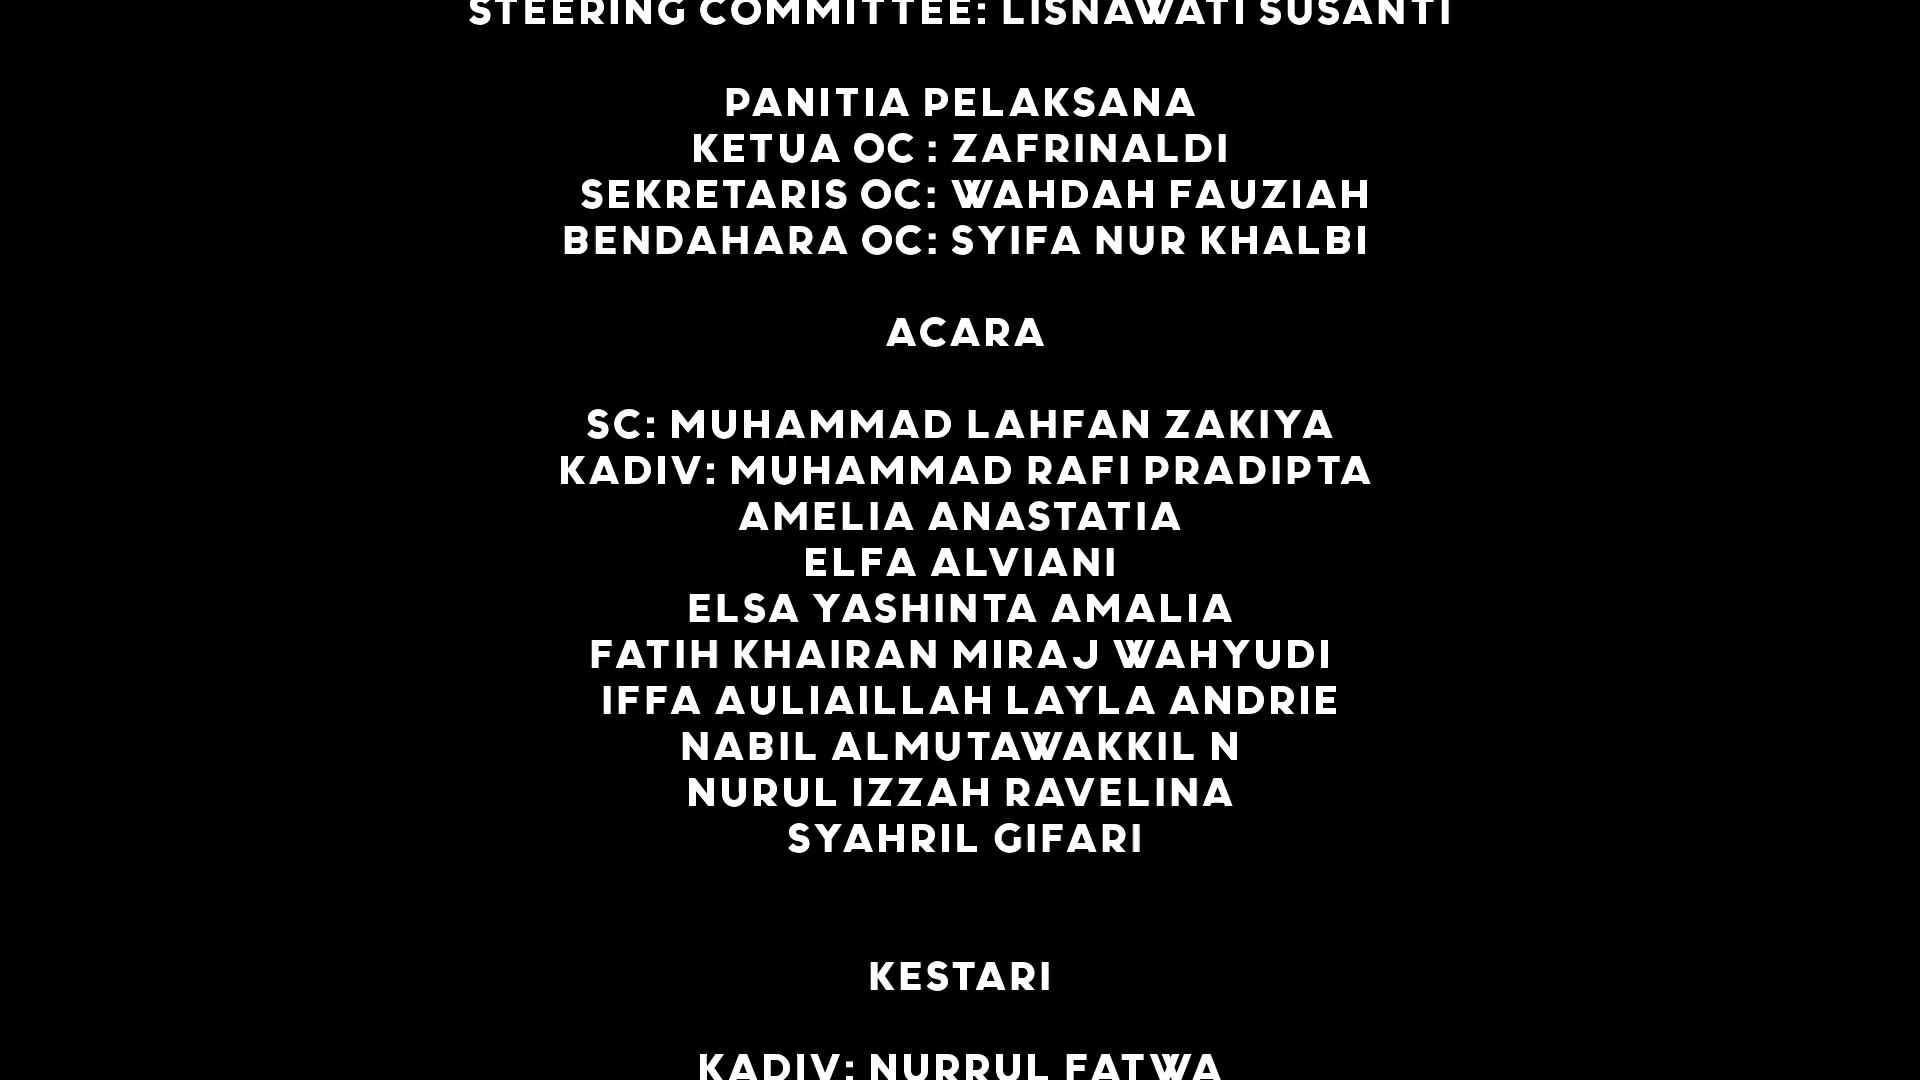 STEERING COMMITTEE: LISNAWATI SUSANTI
PANITIA PELAKSANA
KETUA OC : ZAFRINALDI
SEKRETARIS OC: WAHDAH FAUZIAH
BENDAHARA OC: SYIFA NUR KHALBI
ACARA
SC: MUHAMMAD LAHFAN ZAKIYA
KADIV: MUHAMMAD RAFI PRADIPTA
AMELIA ANASTATIA
ELFA ALVIANI
ELSA YASHINTA AMALIA
FATIH KHAIRAN MIRAJ WAHYUDI
IFFA AULIAILLAH LAYLA ANDRIE
NABIL ALMUTAWAKKIL N
NURUL IZZAH RAVELINA
SYAHRIL GIFARI
KESTARI
KADIV: NURRUL FATWA